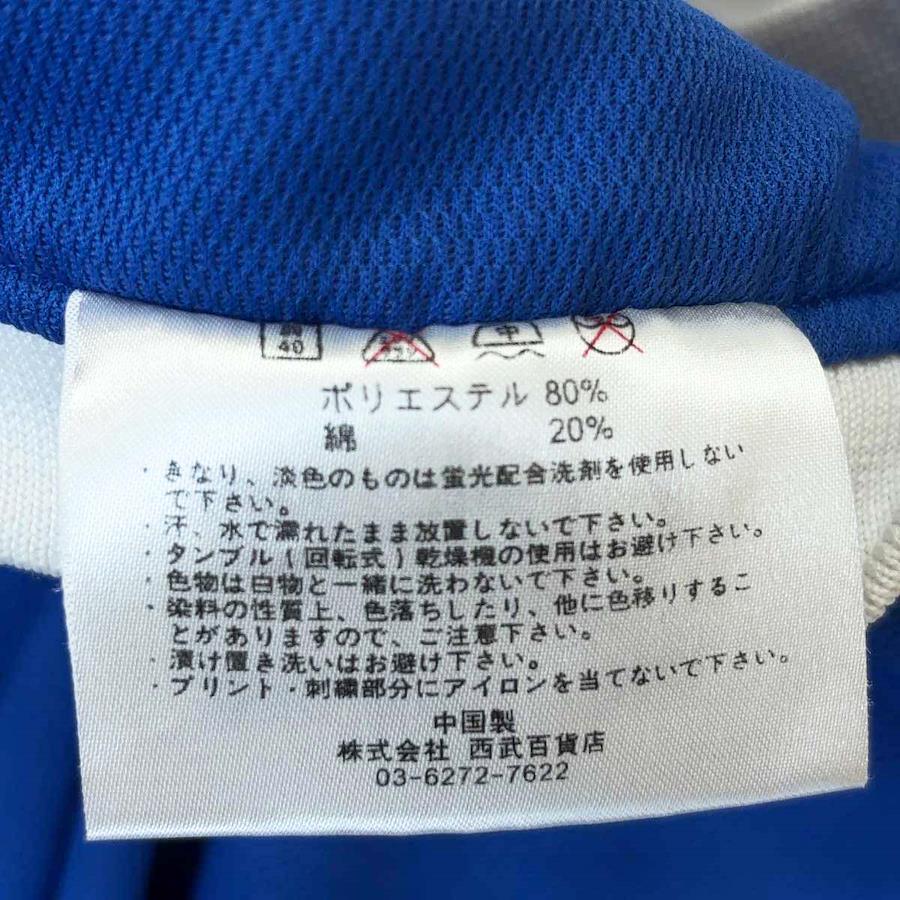 40
中
ポリエステル 80%
綿 20%
・きなり、淡色のものは蛍光配合洗剤を使用しない
で下さい。
・汗、水で濡れたまま放置しないで下さい。
・タンブル(回転式)乾燥機の使用はお避け下さい。
・色物は白物と一緒に洗わないで下さい。
・染料の性質上、色落ちしたり、他に色移りするこ
とがありますので、ご注意下さい。
・漬け置き洗いはお避け下さい。
・プリント・刺繍部分にアイロンを当てないで下さい。
中国製
株式会社 西武百貨店
03-6272-7622